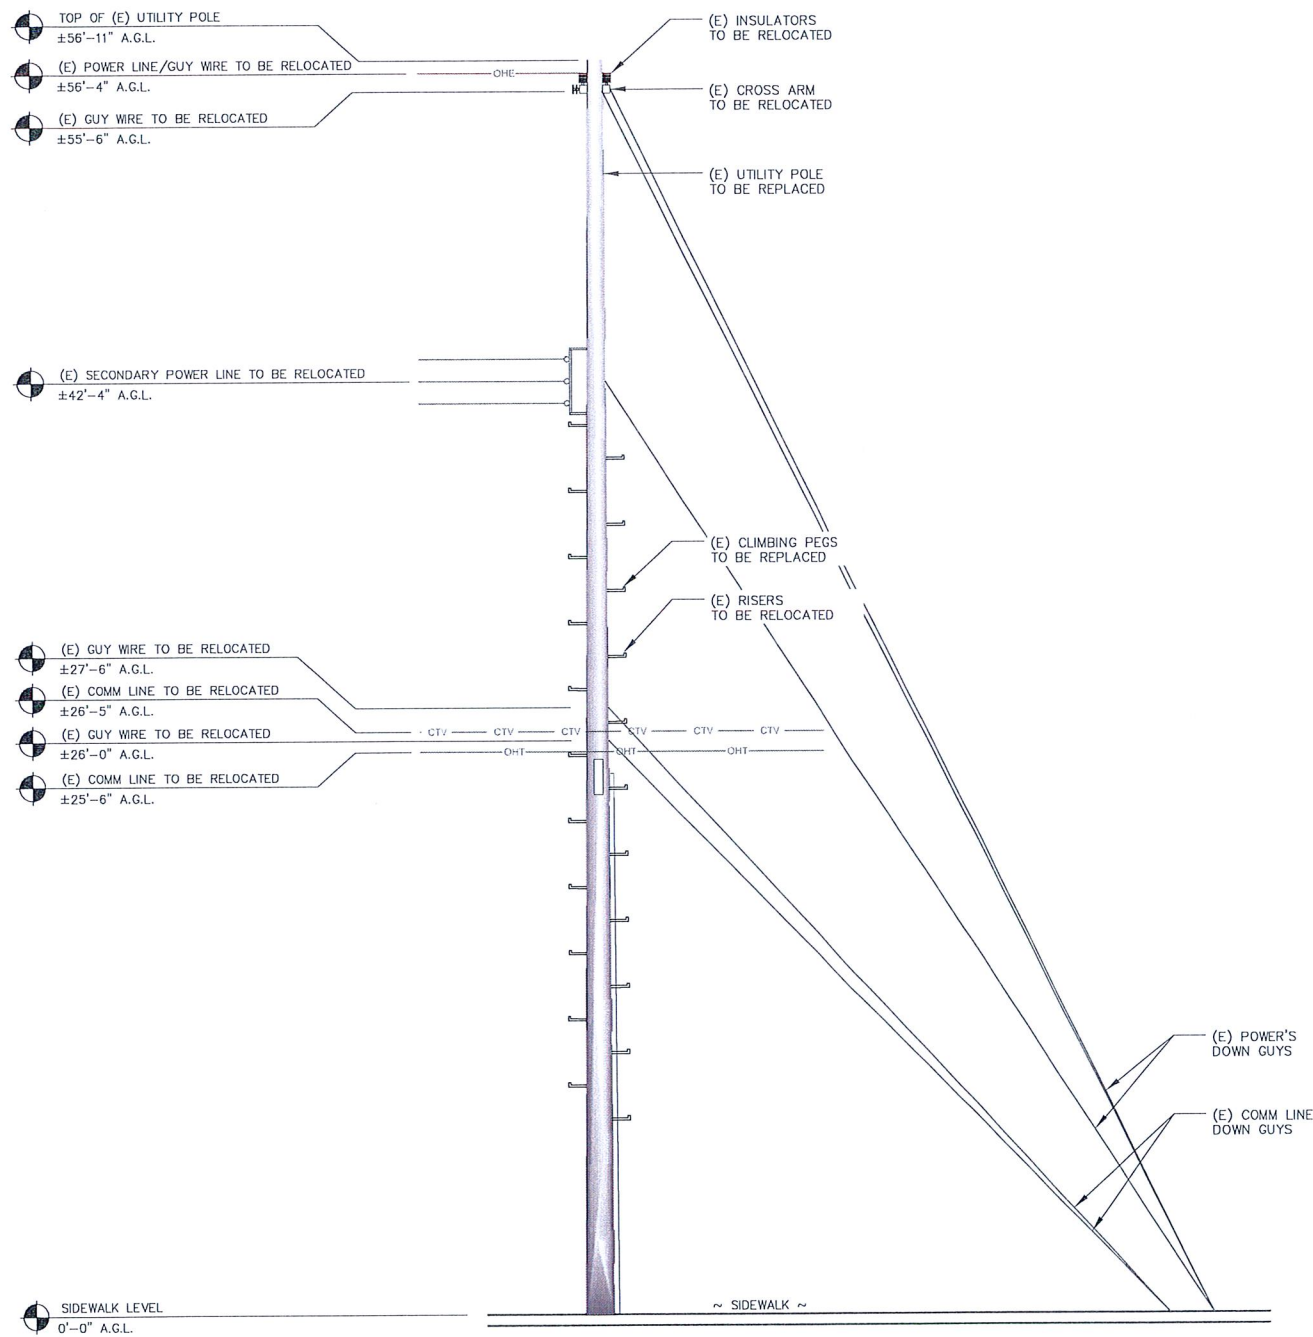 TOP OF (E) UTILITY POLE
±56'-11" A.G.L.
(E) POWER LINE/GUY WIRE TO BE RELOCATED
±56'-4" A.G.L.
(E) GUY WIRE TO BE RELOCATED
±55'-6" A.G.L.
OHE
(E) INSULATORS
TO BE RELOCATED
(E) CROSS ARM
TO BE RELOCATED
(E) UTILITY POLE
TO BE REPLACED
(E) SECONDARY POWER LINE TO BE RELOCATED
±42'-4" A.G.L.
(E) CLIMBING PEGS
TO BE REPLACED
(E) RISERS
TO BE RELOCATED
(E) GUY WIRE TO BE RELOCATED
±27'-6" A.G.L.
(E) COMM LINE TO BE RELOCATED
±26'-5" A.G.L.
(E) GUY WIRE TO BE RELOCATED
±26'-0" A.G.L.
(E) COMM LINE TO BE RELOCATED
±25'-6" A.G.L.
CTV CTV CTV CTV CTV CTV
OHT OHT OHT
(E) POWER'S
DOWN GUYS
(E) COMM LINE
DOWN GUYS
SIDEWALK LEVEL
0'-0" A.G.L.
~ SIDEWALK ~